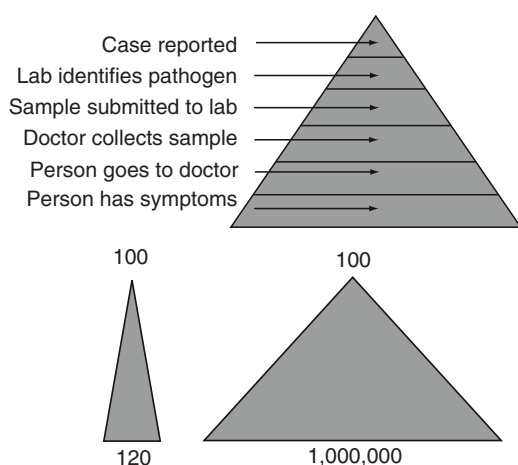 Case reported
Lab identifies pathogen
Sample submitted to lab
Doctor collects sample
Person goes to doctor
Person has symptoms
100
100
120
1,000,000